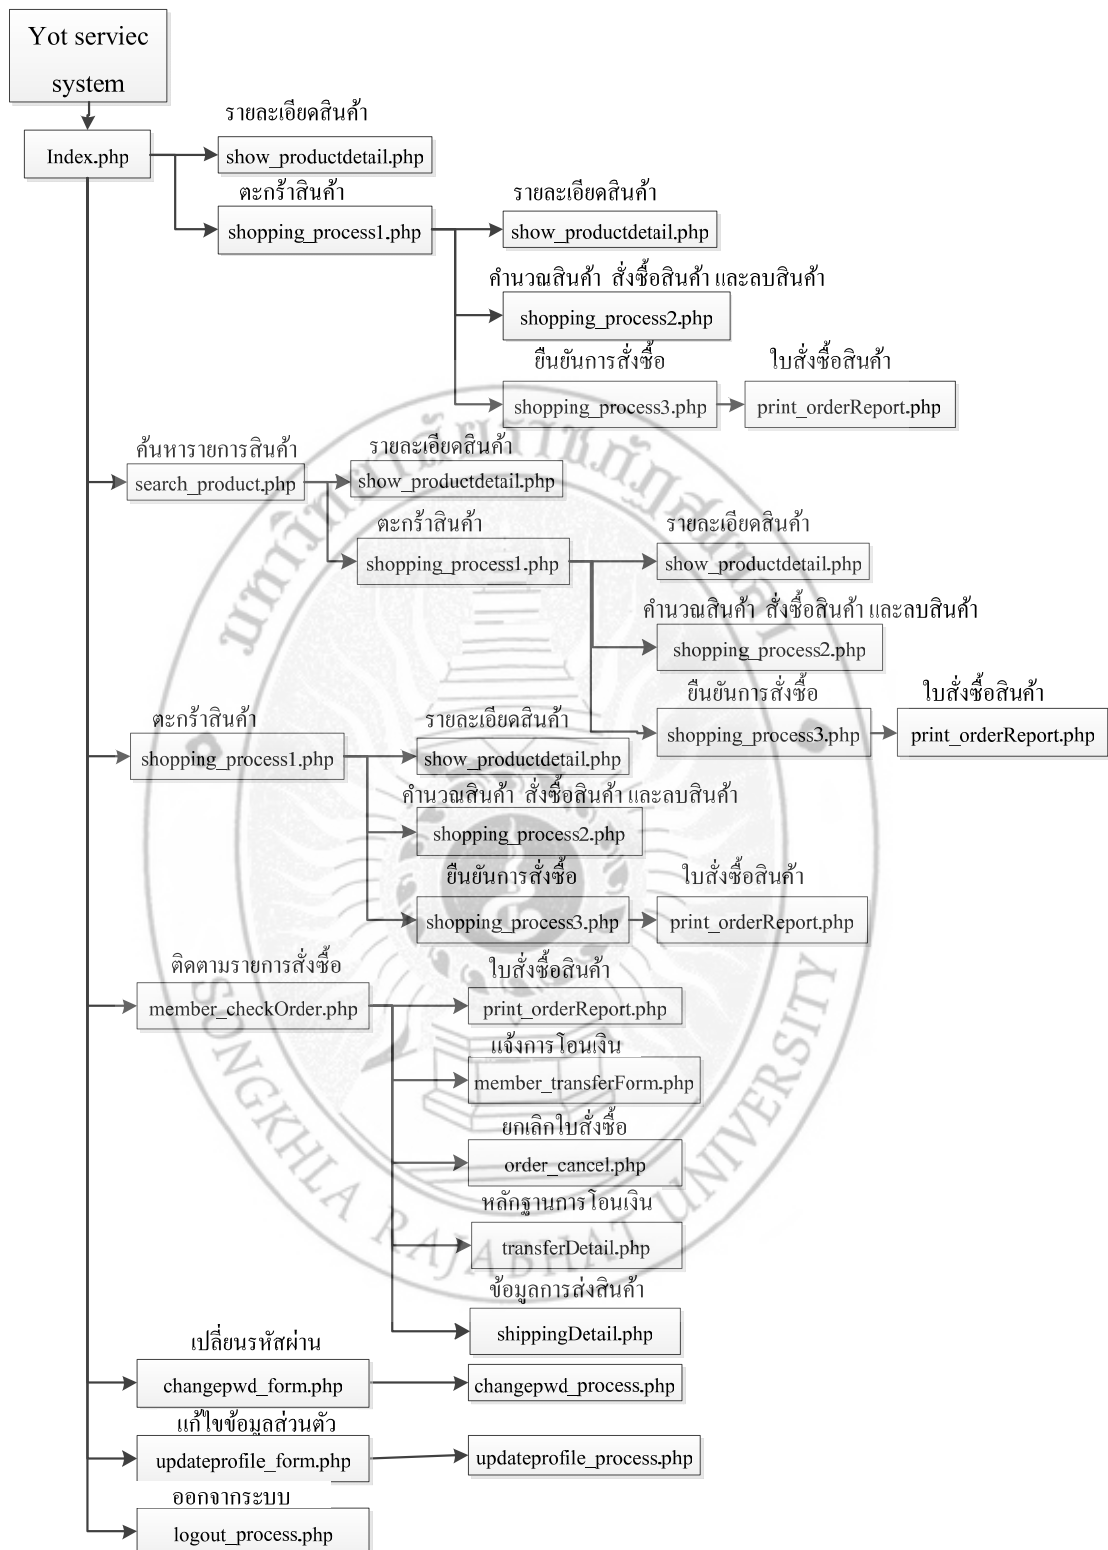 Yot serviec
system
Index.php
รายละเอียดสินค้า
show_productdetail.php
ตะกร้าสินค้า
shopping_process1.php
รายละเอียดสินค้า
show_productdetail.php
คำนวณสินค้า สั่งซื้อสินค้า และลบสินค้า
shopping_process2.php
ยืนยันการสั่งซื้อ
shopping_process3.php
ใบสั่งซื้อสินค้า
print_orderReport.php
ค้นหารายการสินค้า
search_product.php
รายละเอียดสินค้า
show_productdetail.php
ตะกร้าสินค้า
shopping_process1.php
รายละเอียดสินค้า
show_productdetail.php
คำนวณสินค้า สั่งซื้อสินค้า และลบสินค้า
shopping_process2.php
ยืนยันการสั่งซื้อ
shopping_process3.php
ใบสั่งซื้อสินค้า
print_orderReport.php
ตะกร้าสินค้า
shopping_process1.php
รายละเอียดสินค้า
show_productdetail.php
คำนวณสินค้า สั่งซื้อสินค้า และลบสินค้า
shopping_process2.php
ยืนยันการสั่งซื้อ
shopping_process3.php
ใบสั่งซื้อสินค้า
print_orderReport.php
ติดตามรายการสั่งซื้อ
member_checkOrder.php
ใบสั่งซื้อสินค้า
print_orderReport.php
แจ้งการโอนเงิน
member_transferForm.php
ยกเลิกใบสั่งซื้อ
order_cancel.php
หลักฐานการโอนเงิน
transferDetail.php
ข้อมูลการส่งสินค้า
shippingDetail.php
เปลี่ยนรหัสผ่าน
changepwd_form.php
changepwd_process.php
แก้ไขข้อมูลส่วนตัว
updateprofile_form.php
updateprofile_process.php
ออกจากระบบ
logout_process.php
มหาวิทยาลัยราชภัฏสงขลา
SONGKHLA RAJABHAT UNIVERSITY